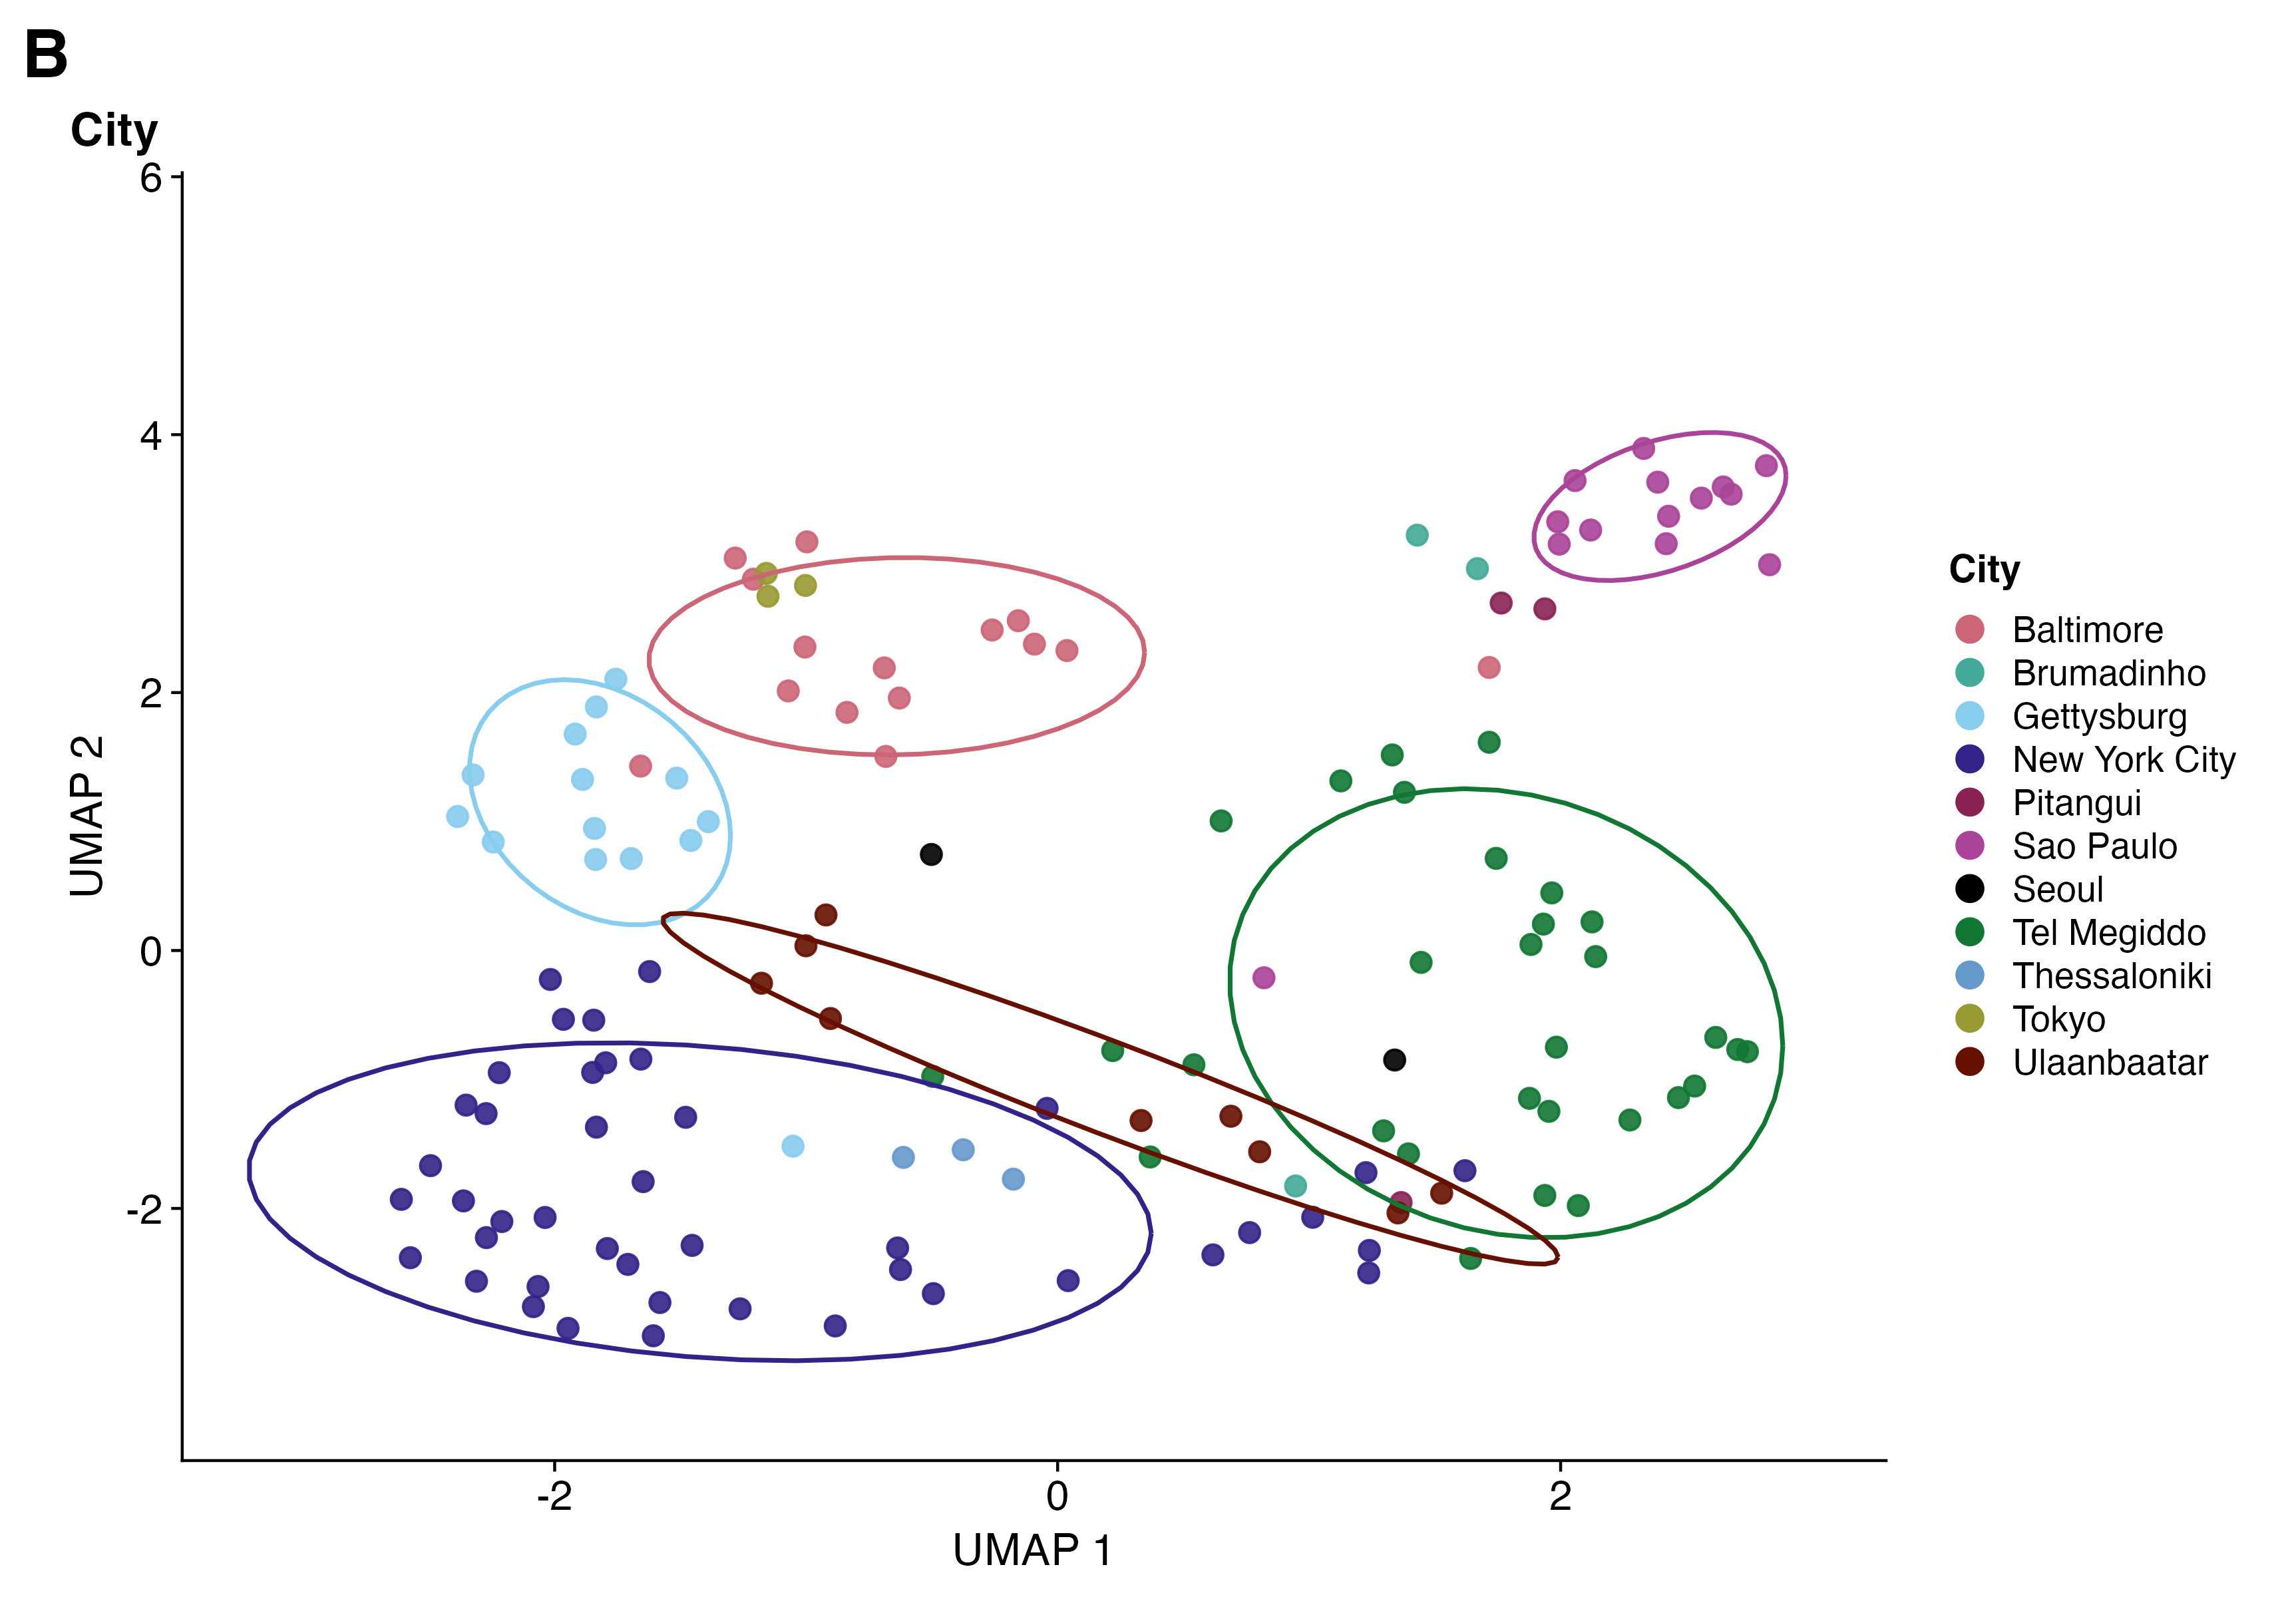 B
City
6
4
2
0
-2
UMAP 2
-2 0 2
UMAP 1
City
Baltimore
Brumadinho
Gettysburg
New York City
Pitangui
Sao Paulo
Seoul
Tel Megiddo
Thessaloniki
Tokyo
Ulaanbaatar